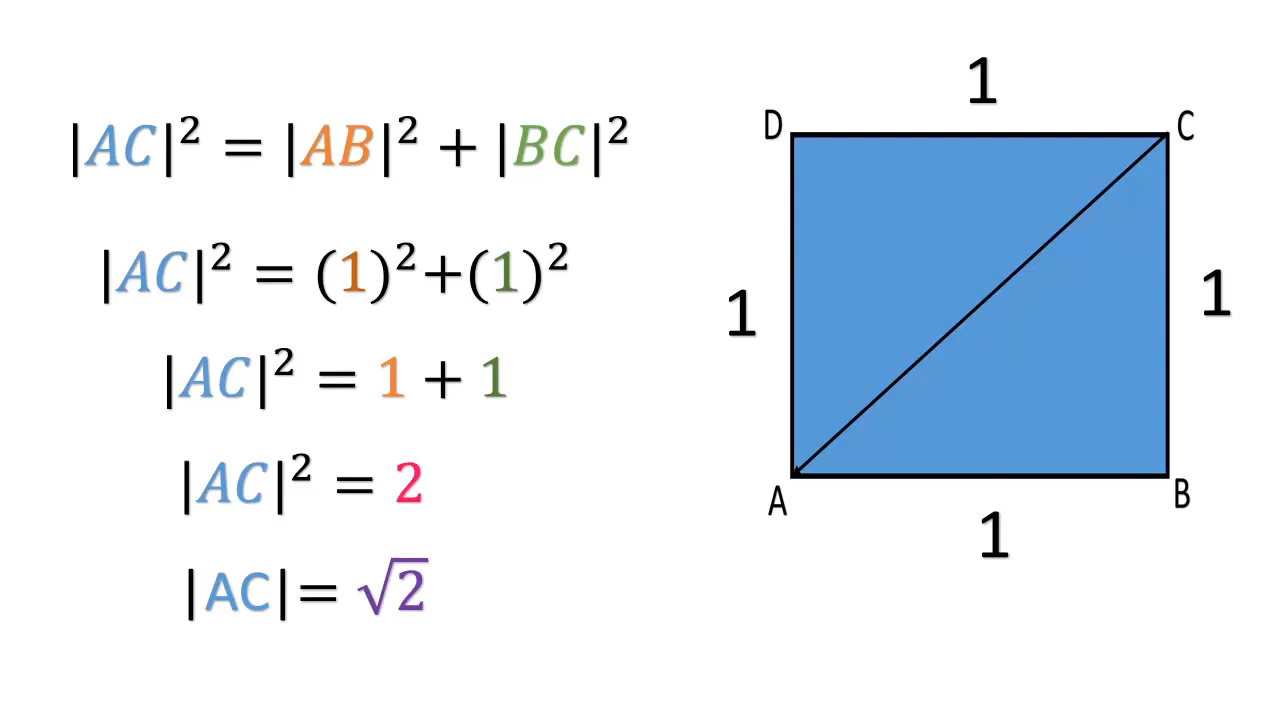 |AC|² = |AB|² + |BC|²
|AC|² = (1)²+(1)²
|AC|² = 1 + 1
|AC|² = 2
|AC|= √2
1
D
C
1
1
A
B
1